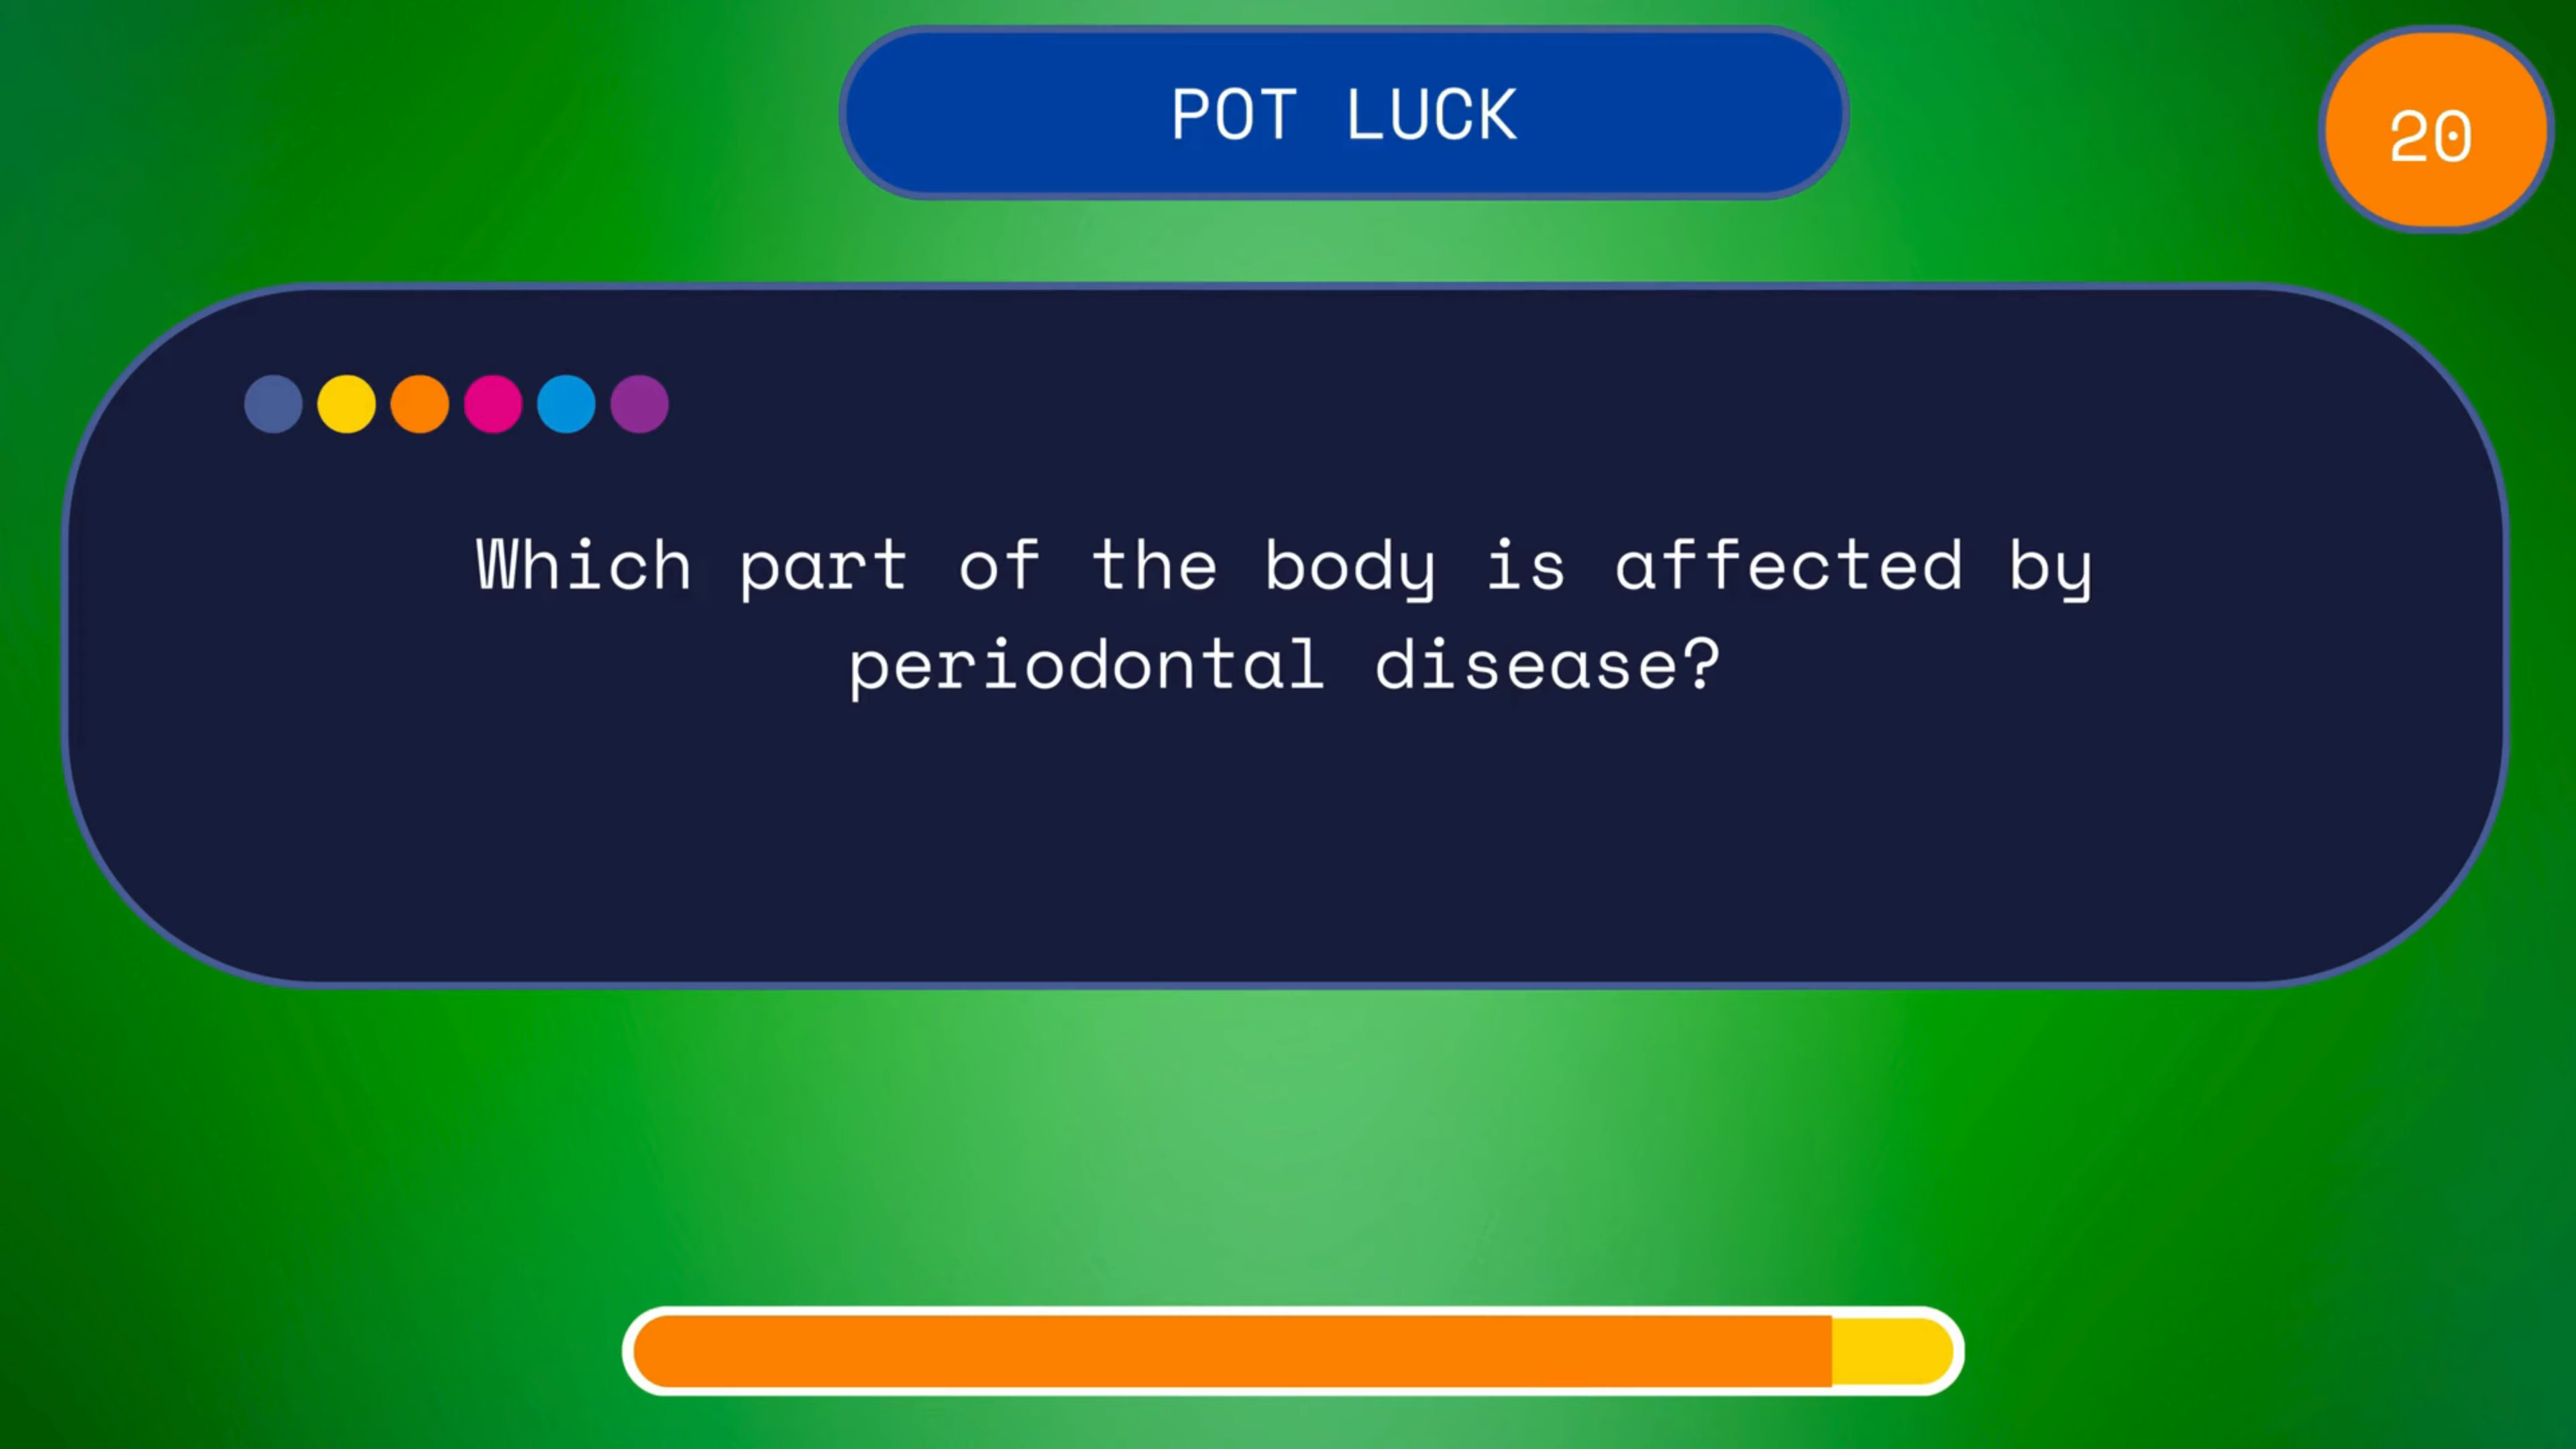 POT LUCK
20
Which part of the body is affected by
periodontal disease?